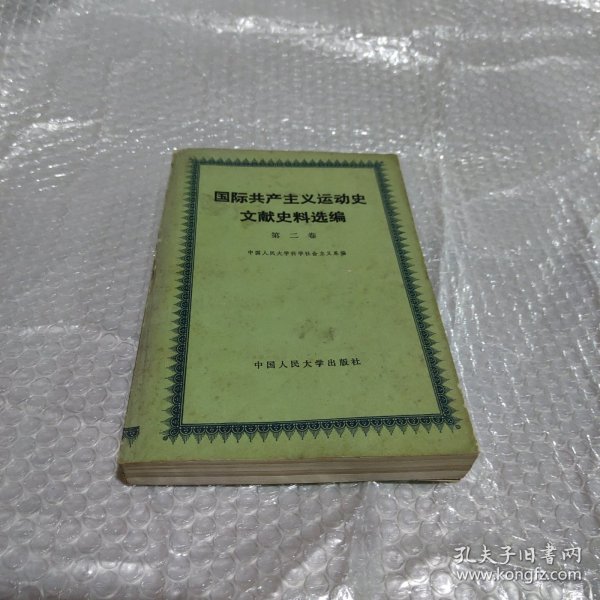 国际共产主义运动史
文献史料选编
第二卷
中国人民大学科学社会主义系编
中国人民大学出版社
孔夫子旧书网
www.kongfz.com